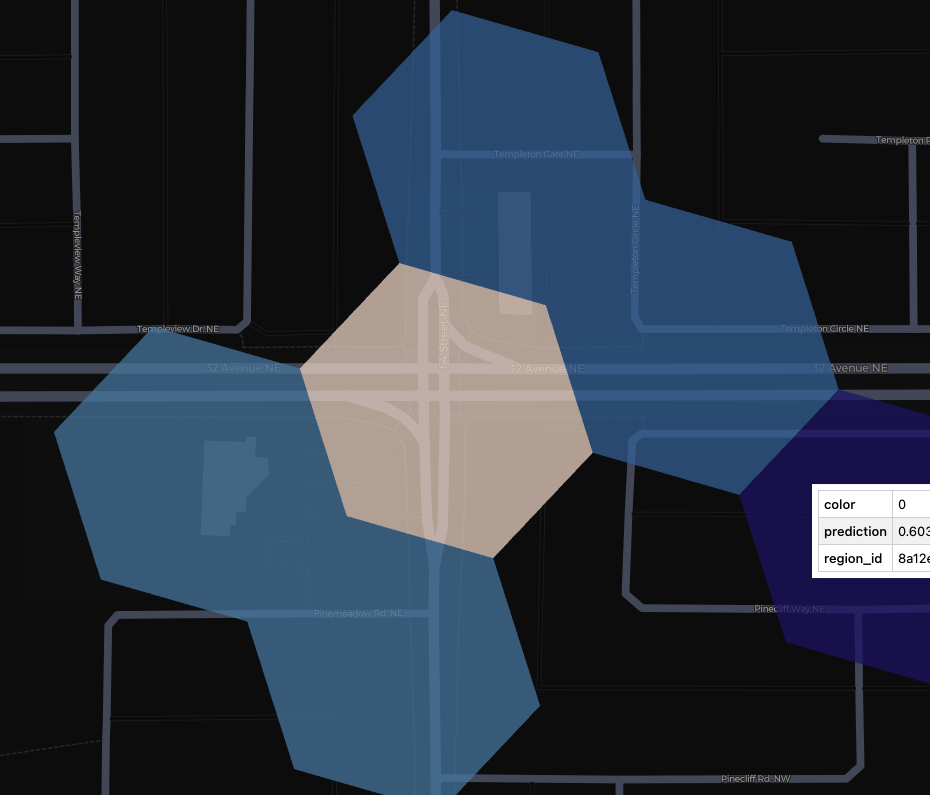 Templeton Gate NE
Templeton F
Templeview Way NE
Templeton Circle NE
Templeview Dr. NE
64 Street NE
Templeton Circle NE
32 Avenue NE
32 Avenue NE
32 Avenue NE
color 0
prediction 0.603
region_id 8a12e
Pinemeadow Rd. NE
Pinecliff Way NE
Pinecliff Rd. NW